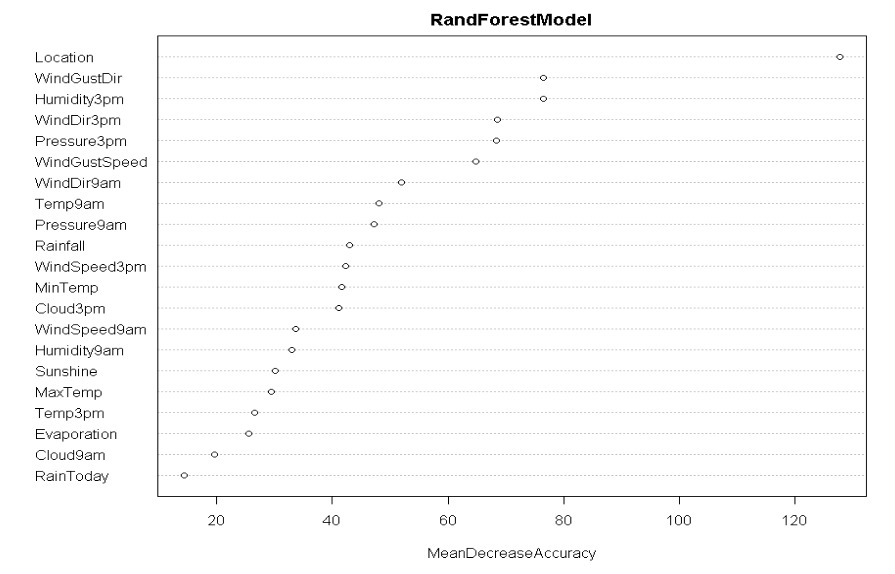 RandForestModel
Location
WindGustDir
Humidity3pm
WindDir3pm
Pressure3pm
WindGustSpeed
WindDir9am
Temp9am
Pressure9am
Rainfall
WindSpeed3pm
MinTemp
Cloud3pm
WindSpeed9am
Humidity9am
Sunshine
MaxTemp
Temp3pm
Evaporation
Cloud9am
RainToday
20 40 60 80 100 120
MeanDecreaseAccuracy